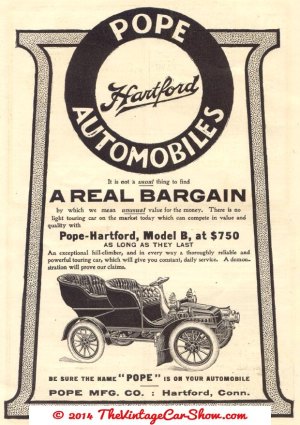 POPE
Hartford
AUTOMOBILES
It is not a usual thing to find
A REAL BARGAIN
by which we mean unusual value for the money. There is no
light touring car on the market today which can compete in value and
quality with
Pope-Hartford, Model B, at $750
AS LONG AS THEY LAST
An exceptional hill-climber, and in every way a thoroughly reliable and
powerful touring car, which will give you constant, daily service. A demon-
stration will prove our claims.
BE SURE THE NAME "POPE" IS ON YOUR AUTOMOBILE
POPE MFG. CO. : Hartford, Conn.
© 2014 TheVintageCarShow.com